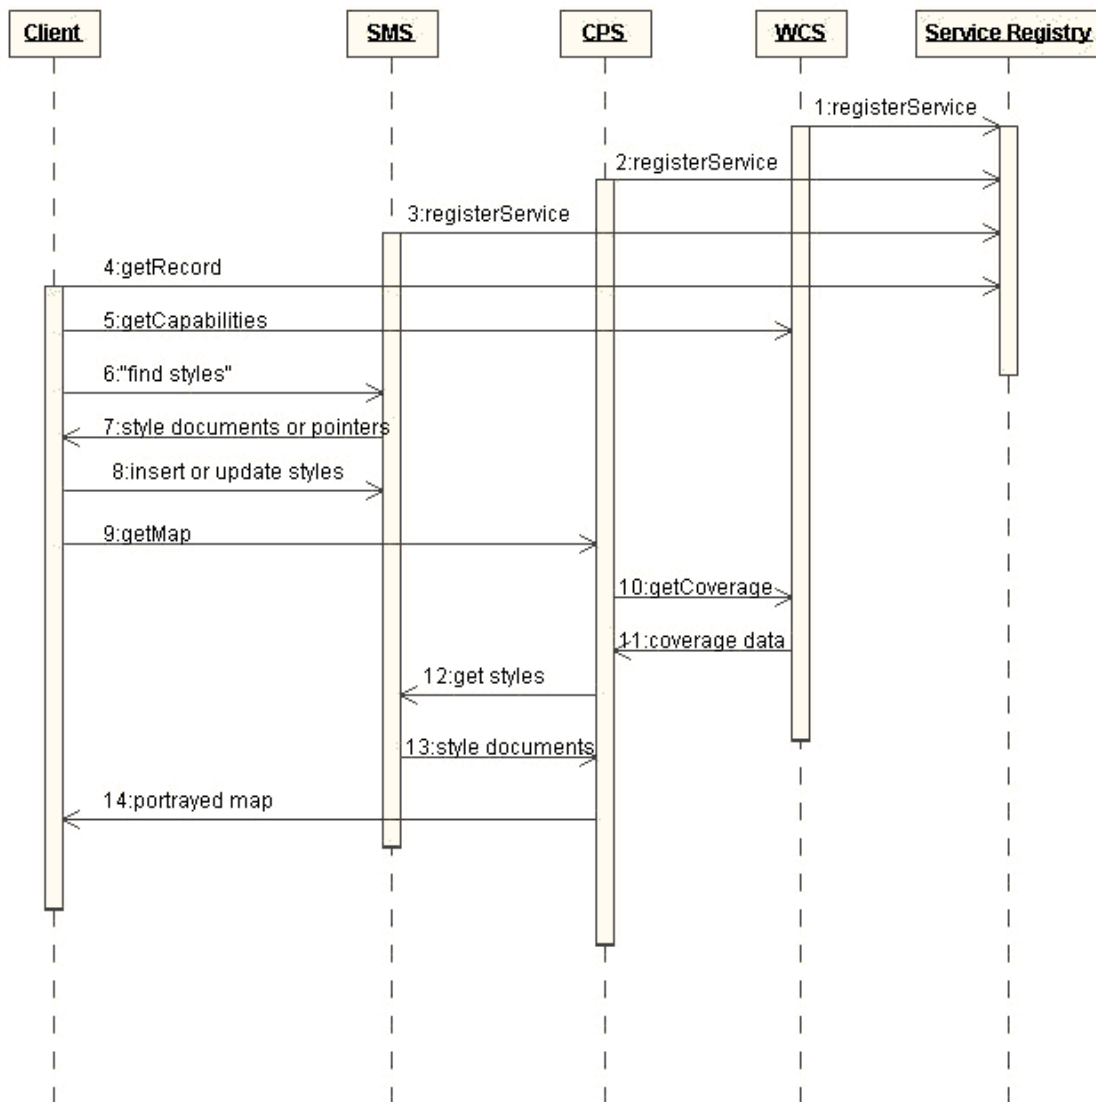 Client
SMS
CPS
WCS
Service Registry
1:registerService
2:registerService
3:registerService
4:getRecord
5:getCapabilities
6:"find styles"
7:style documents or pointers
8:insert or update styles
9:getMap
10:getCoverage
11:coverage data
12:get styles
13:style documents
14:portrayed map